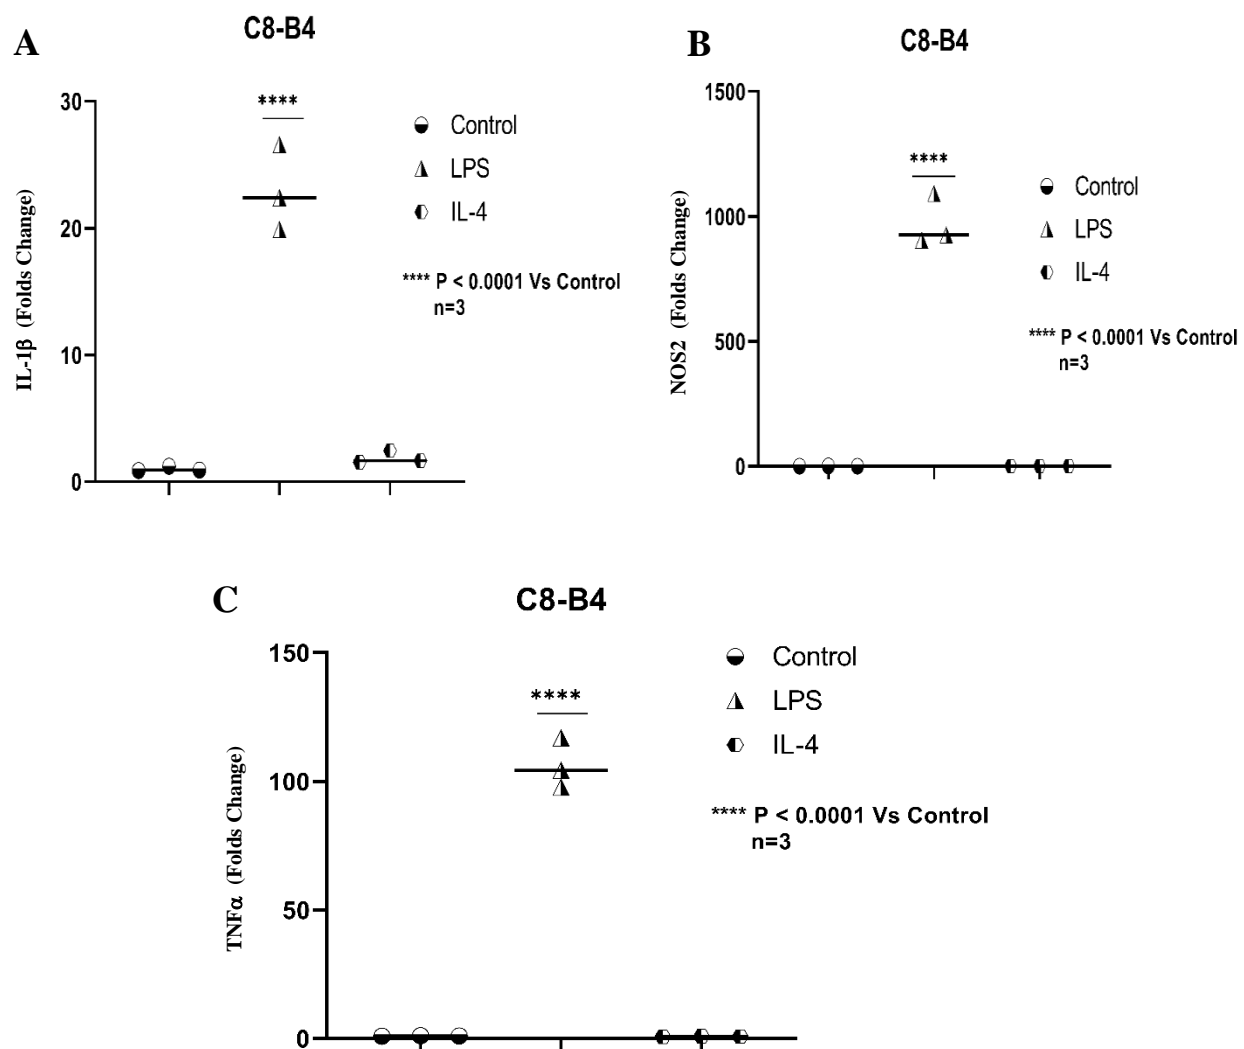 A
C8-B4
30
20
10
0
IL-1β (Folds Change)
****
Control
LPS
IL-4
**** P < 0.0001 Vs Control
n=3
B
C8-B4
1500
1000
500
0
NOS2 (Folds Change)
****
Control
LPS
IL-4
**** P < 0.0001 Vs Control
n=3
C
C8-B4
150
100
50
0
TNFα (Folds Change)
****
Control
LPS
IL-4
**** P < 0.0001 Vs Control
n=3